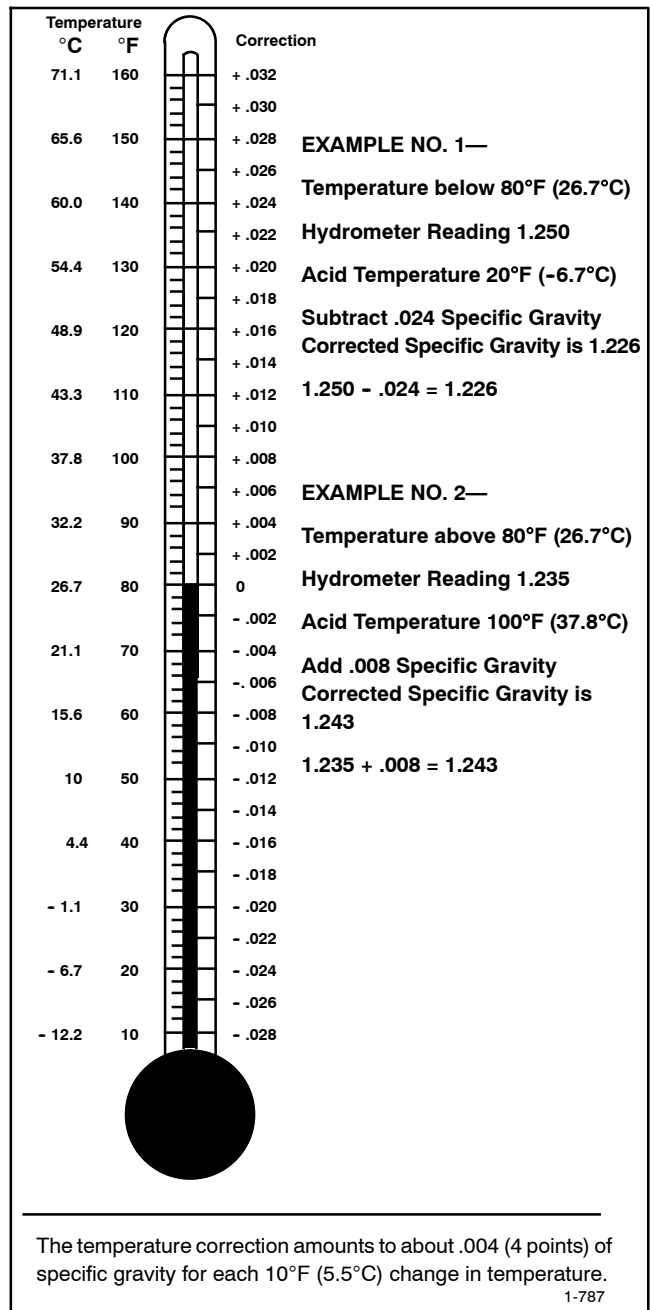 Temperature
°C °F Correction
71.1 160 + .032
+ .030
65.6 150 + .028
+ .026
60.0 140 + .024
+ .022
54.4 130 + .020
+ .018
48.9 120 + .016
+ .014
43.3 110 + .012
+ .010
37.8 100 + .008
+ .006
32.2 90 + .004
+ .002
26.7 80 0
- .002
21.1 70 - .004
-. 006
15.6 60 - .008
- .010
10 50 - .012
- .014
4.4 40 - .016
- .018
- 1.1 30 - .020
- .022
- 6.7 20 - .024
- .026
- 12.2 10 - .028
EXAMPLE NO. 1—
Temperature below 80°F (26.7°C)
Hydrometer Reading 1.250
Acid Temperature 20°F (-6.7°C)
Subtract .024 Specific Gravity
Corrected Specific Gravity is 1.226
1.250 - .024 = 1.226
EXAMPLE NO. 2—
Temperature above 80°F (26.7°C)
Hydrometer Reading 1.235
Acid Temperature 100°F (37.8°C)
Add .008 Specific Gravity
Corrected Specific Gravity is
1.243
1.235 + .008 = 1.243
The temperature correction amounts to about .004 (4 points) of
specific gravity for each 10°F (5.5°C) change in temperature.
1-787